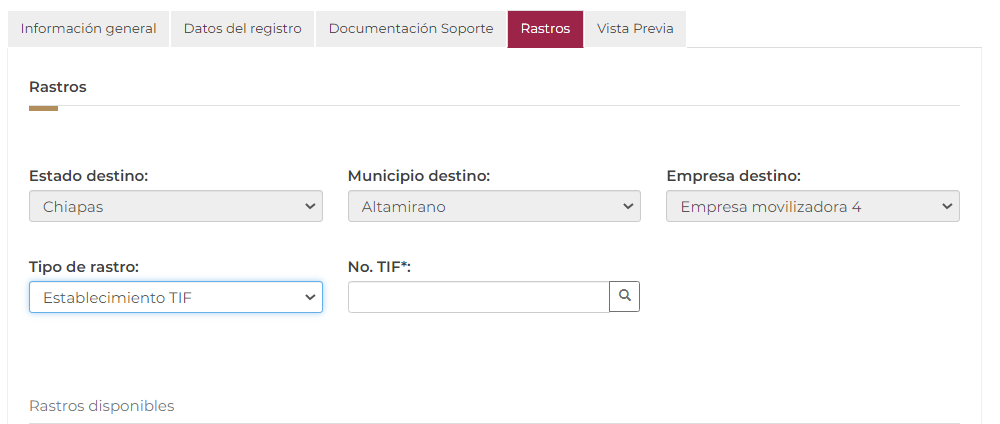 Información general Datos del registro Documentación Soporte Rastros Vista Previa
Rastros
Estado destino: Municipio destino: Empresa destino:
Chiapas Altamirano Empresa movilizadora 4
Tipo de rastro: No. TIF*:
Establecimiento TIF
Rastros disponibles